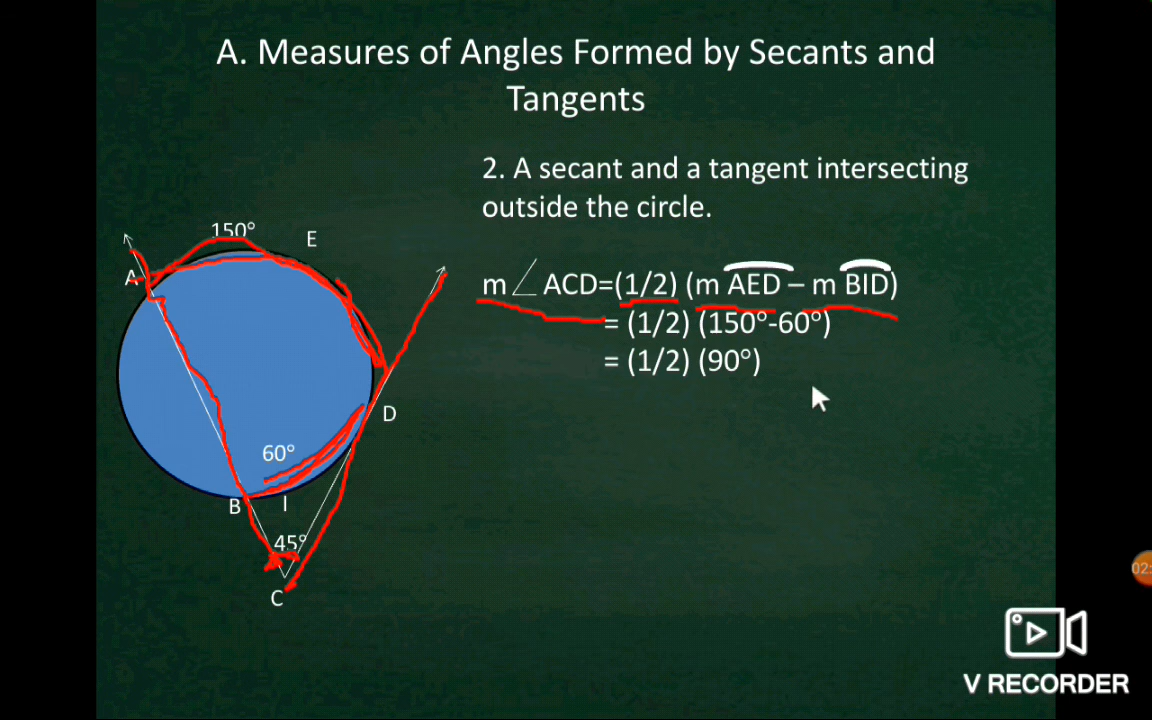 A. Measures of Angles Formed by Secants and
Tangents
2. A secant and a tangent intersecting
outside the circle.
150°
E
A
m∠ACD=(1/2) (m AED – m BID)
= (1/2) (150°-60°)
= (1/2) (90°)
D
60°
B
I
45°
C
02:
V RECORDER